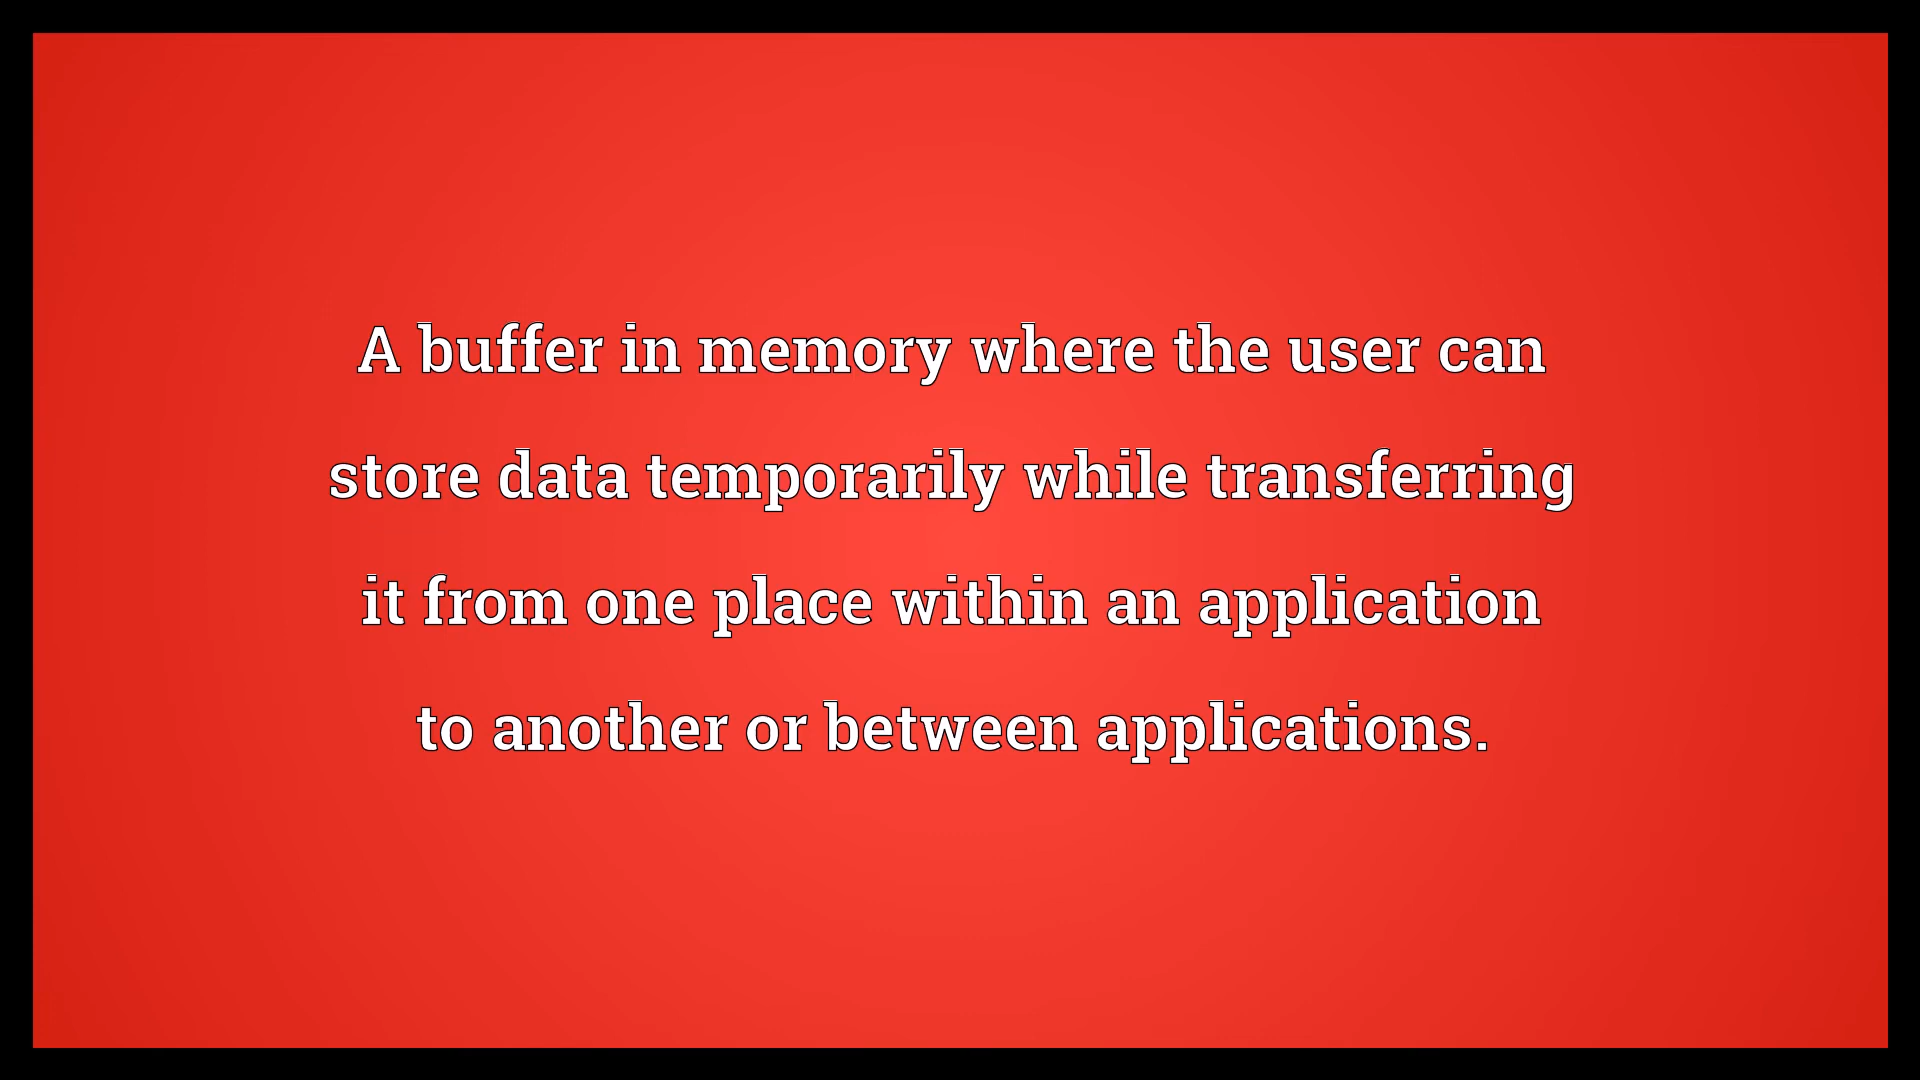 A buffer in memory where the user can
store data temporarily while transferring
it from one place within an application
to another or between applications.